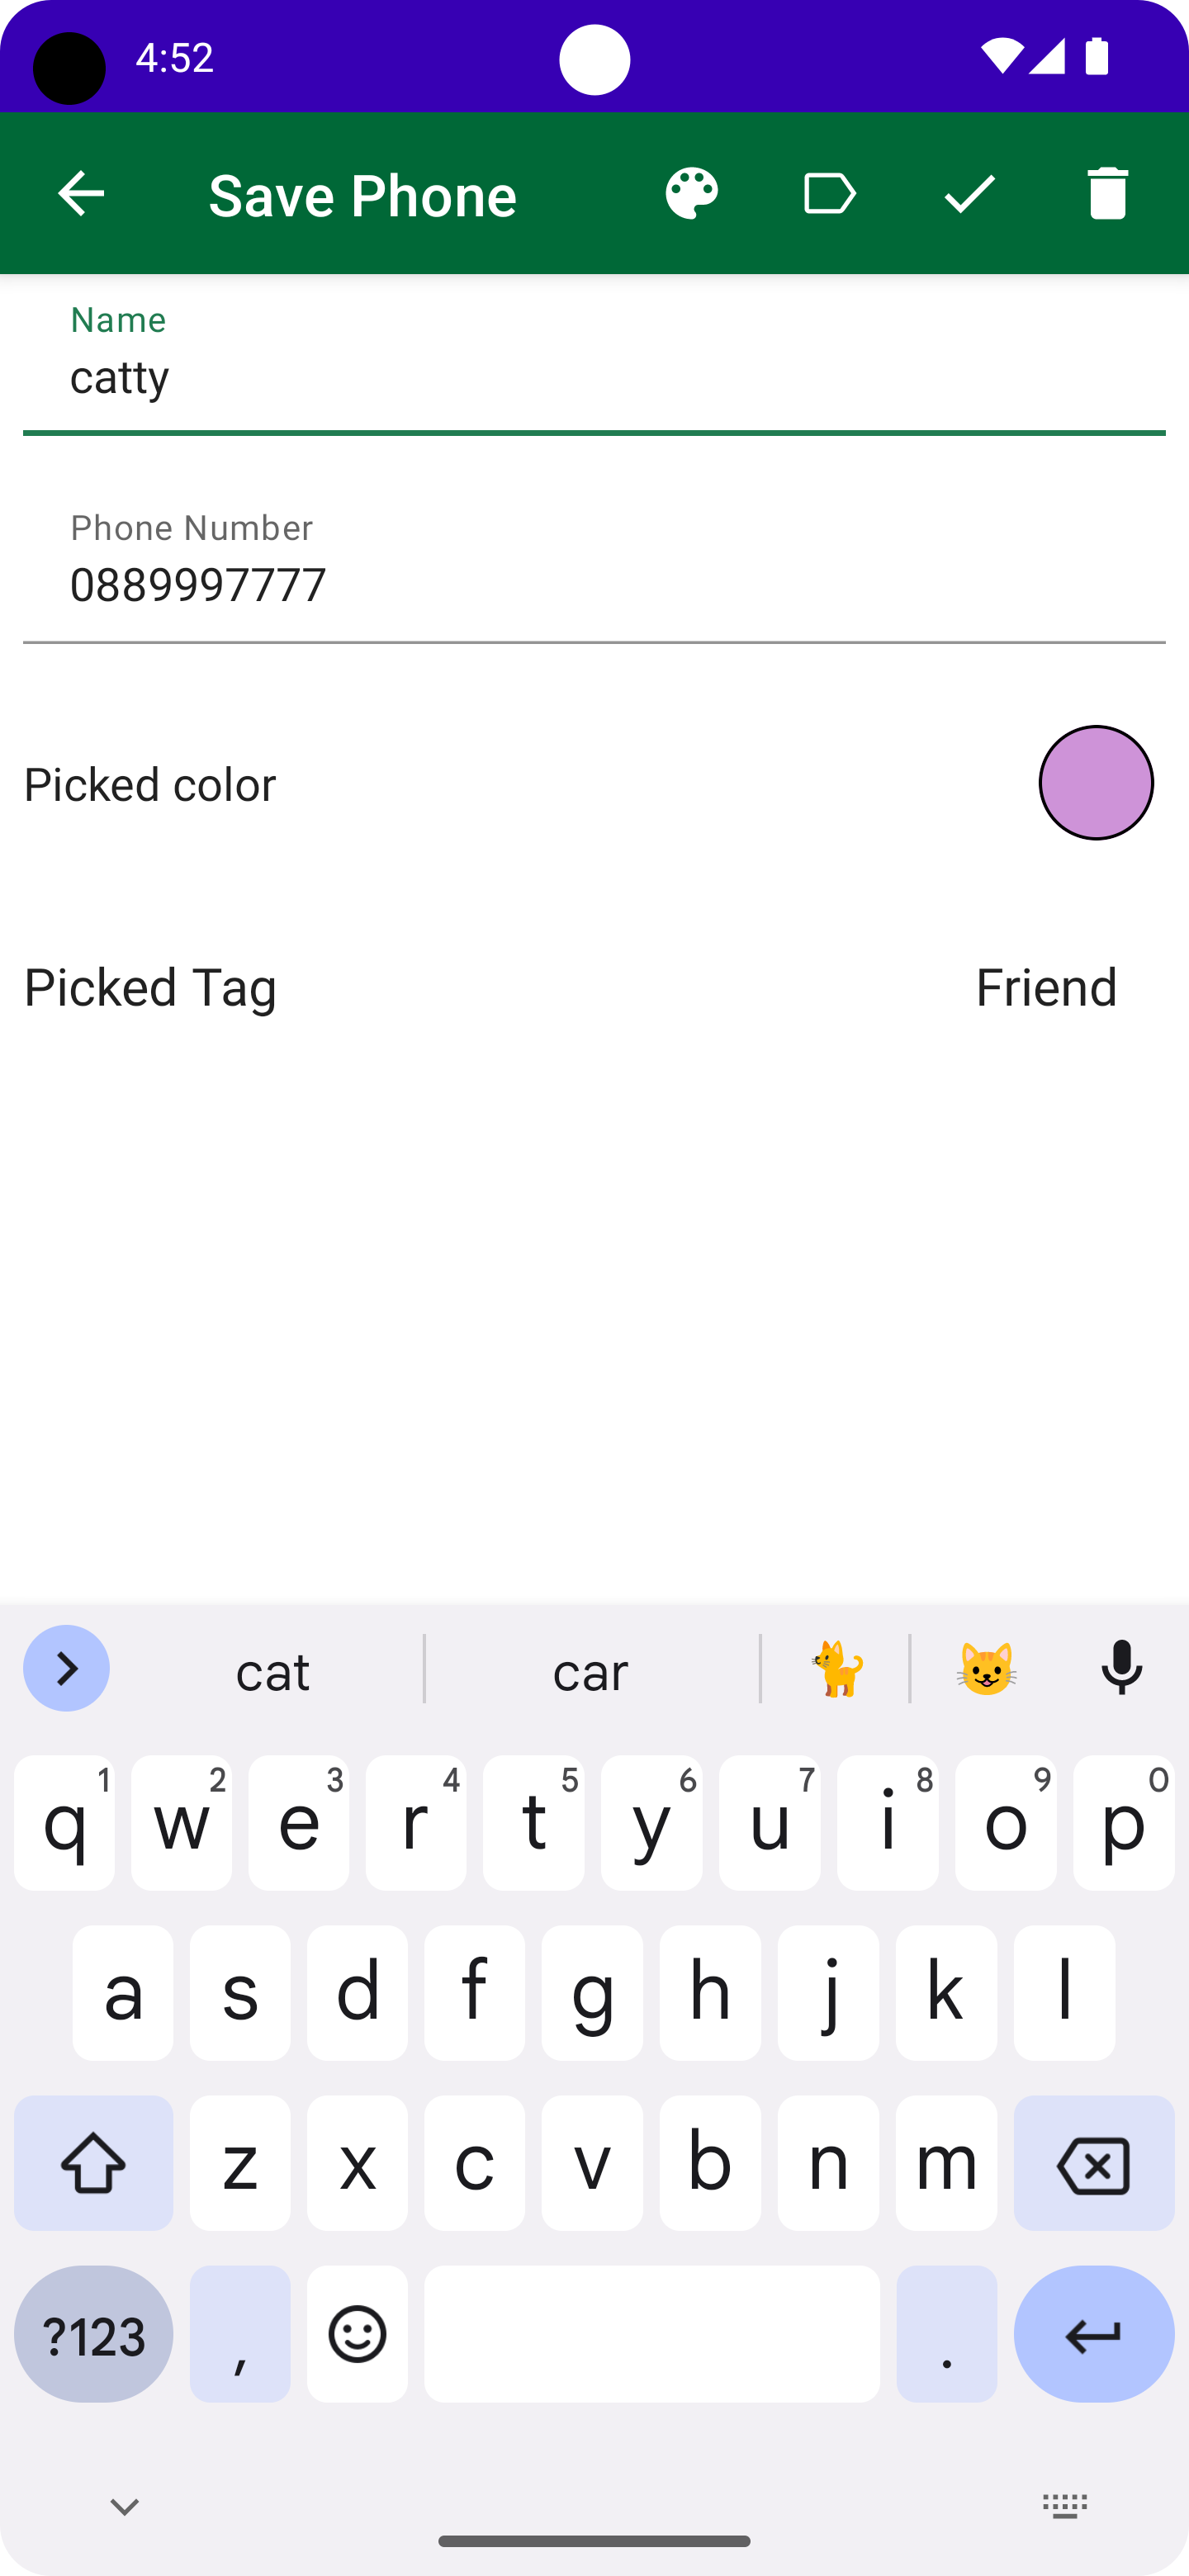 4:52
Save Phone
Name
catty
Phone Number
0889997777
Picked color
Picked Tag Friend
cat car
q1 w2 e3 r4 t5 y6 u7 i8 o9 p0
a s d f g h j k l
z x c v b n m
?123 , .